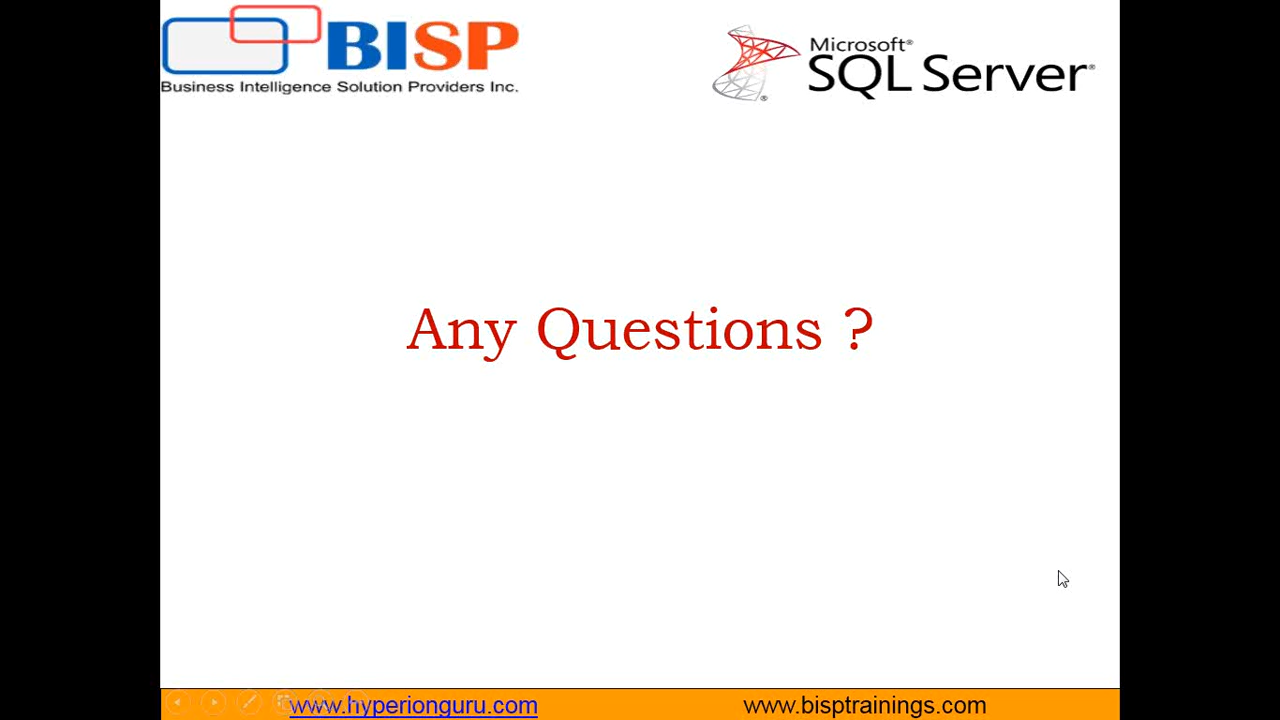 BISP
Business Intelligence Solution Providers Inc.
Microsoft®
SQL Server®
®
Any Questions ?
www.hyperionguru.com
www.bisptrainings.com